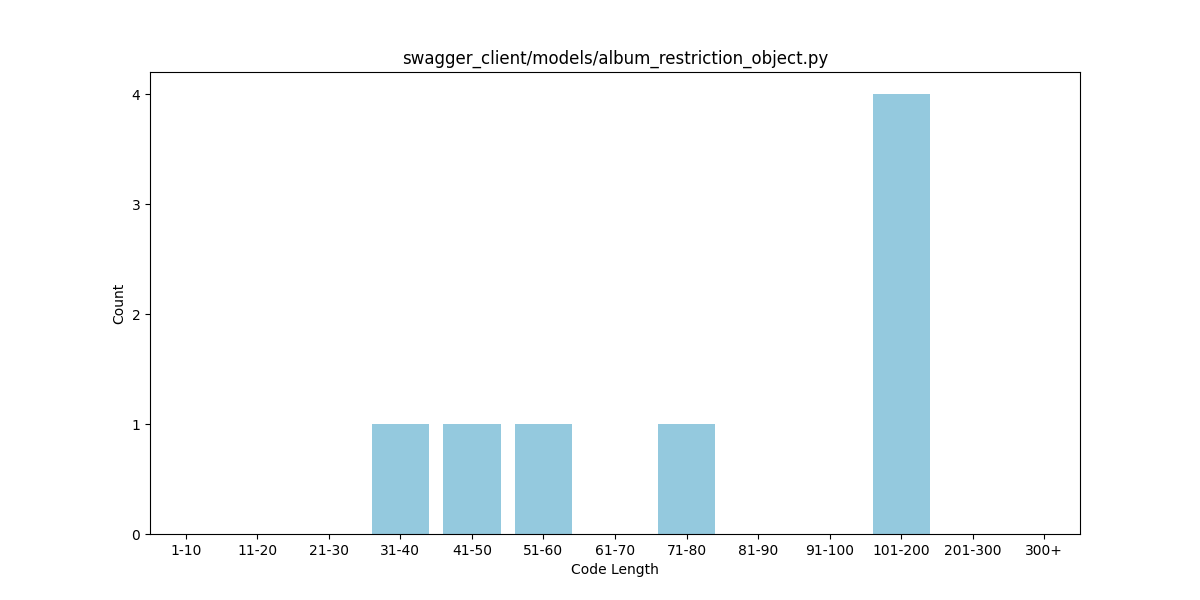 swagger_client/models/album_restriction_object.py
4
3
2
1
0
Count
1-10 11-20 21-30 31-40 41-50 51-60 61-70 71-80 81-90 91-100 101-200 201-300 300+
Code Length